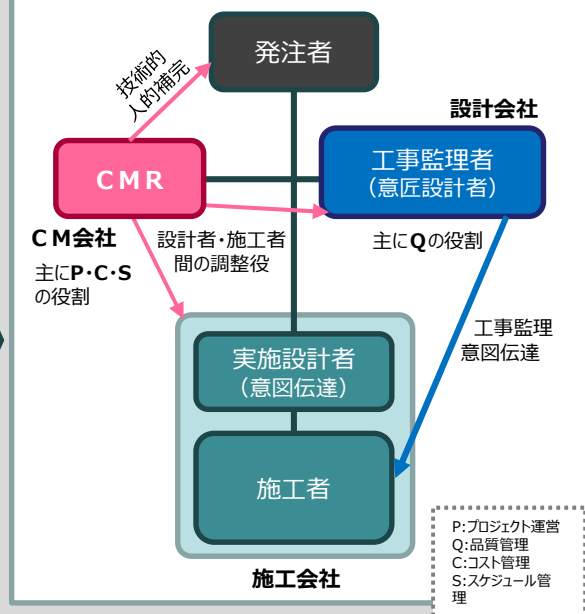 発注者
技術的
人的補完
設計会社
CMR
工事監理者
（意匠設計者）
CM会社
主にP・C・S
の役割
設計者・施工者
間の調整役
主にQの役割
工事監理
意図伝達
実施設計者
（意図伝達）
施工者
施工会社
P:プロジェクト運営
Q:品質管理
C:コスト管理
S:スケジュール管
理